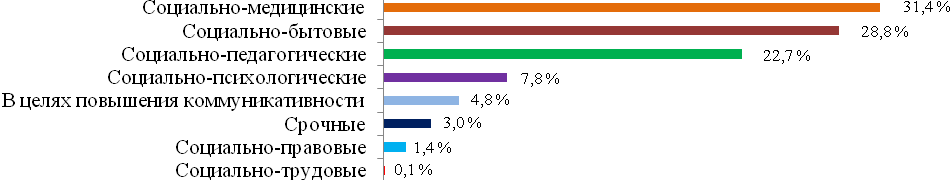 Социально-медицинские 31,4%
Социально-бытовые 28,8%
Социально-педагогические 22,7%
Социально-психологические 7,8%
В целях повышения коммуникативности 4,8%
Срочные 3,0%
Социально-правовые 1,4%
Социально-трудовые 0,1%